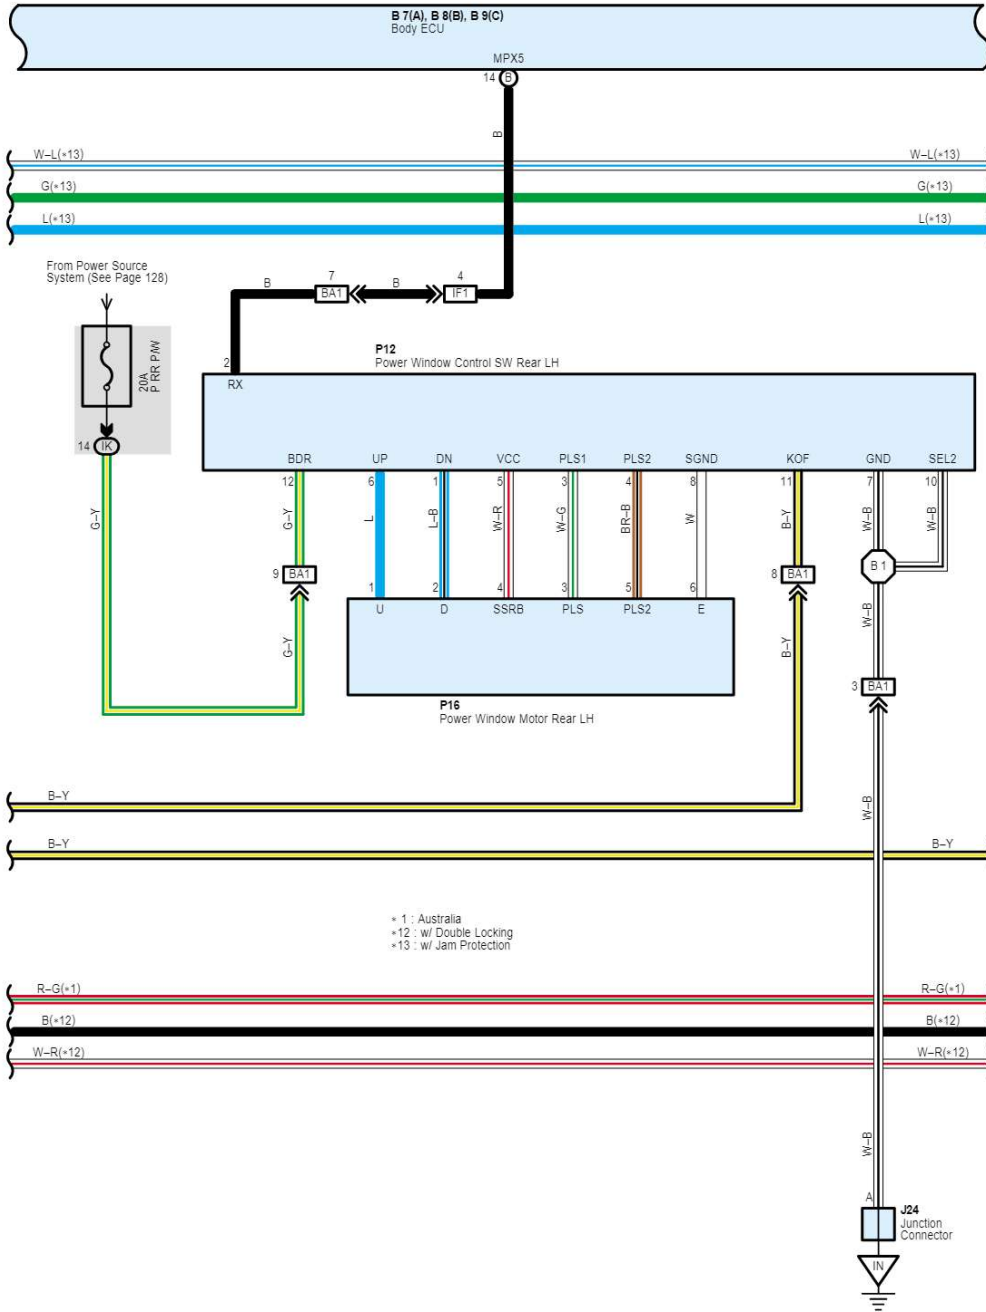 B 7(A), B 8(B), B 9(C)
Body ECU
MPX5
14 B
B
W–L(*13) W–L(*13)
G(*13) G(*13)
L(*13) L(*13)
From Power Source
System (See Page 128)
20A
P RR P/W
14 IK
B 7 BA1 B 4 IF1
P12
Power Window Control SW Rear LH
2
RX
BDR UP DN VCC PLS1 PLS2 SGND KOF GND SEL2
12 6 1 5 3 4 8 11 7 10
G–Y G–Y L L–B W–R W–G BR–B W B–Y W–B W–B
9 BA1 8 BA1 B 1
1 2 4 3 5 6
U D SSRB PLS PLS2 E
G–Y B–Y W–B
3 BA1
P16
Power Window Motor Rear LH
B–Y
W–B
B–Y B–Y
* 1 : Australia
*12 : w/ Double Locking
*13 : w/ Jam Protection
R–G(*1) R–G(*1)
B(*12) B(*12)
W–R(*12) W–R(*12)
W–B
A
J24
Junction
Connector
IN